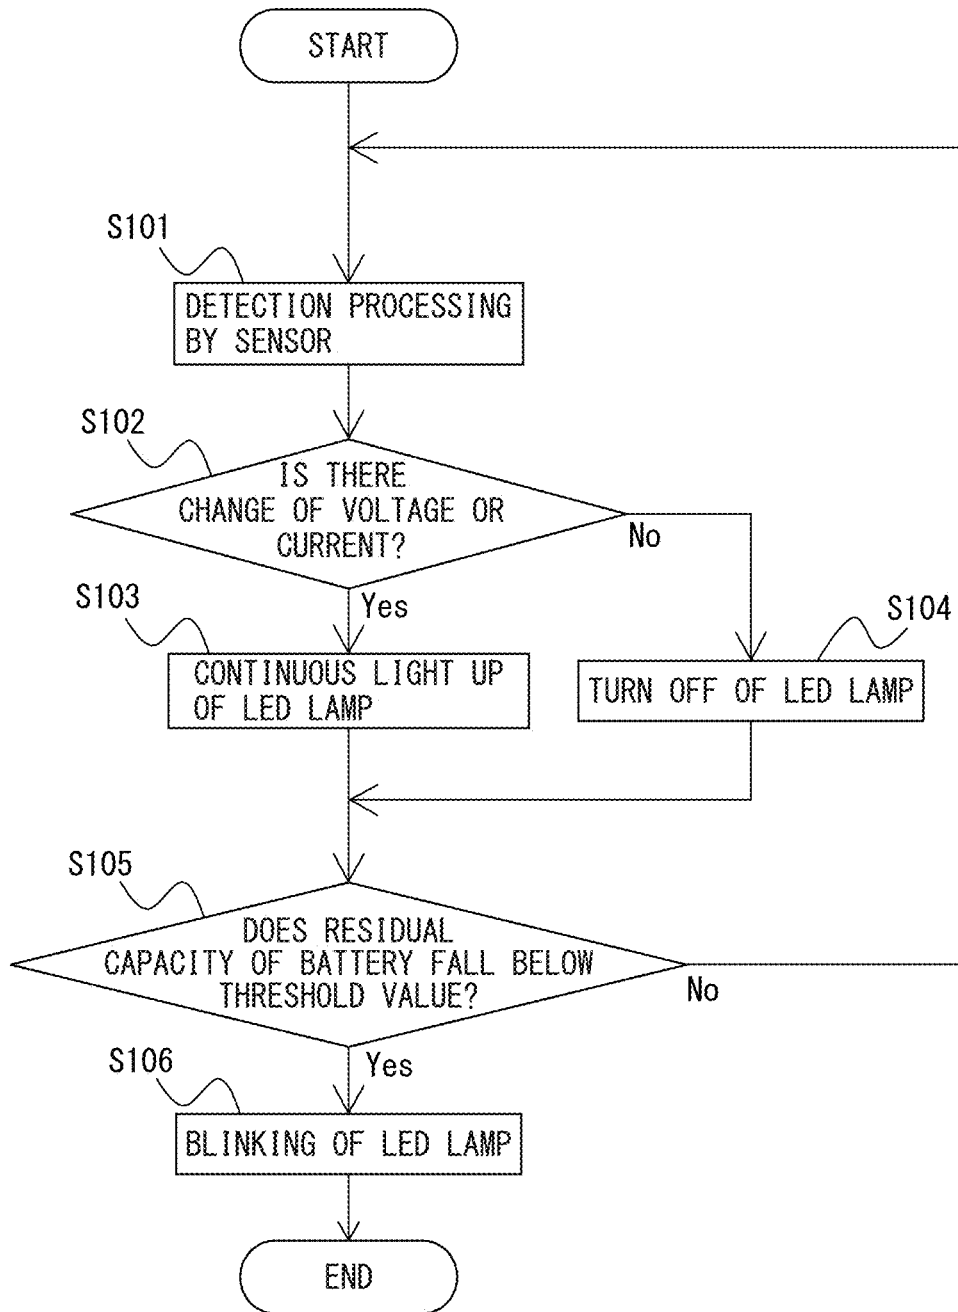 START
S101
DETECTION PROCESSING
BY SENSOR
S102
IS THERE
CHANGE OF VOLTAGE OR
CURRENT?
No
Yes
S103
CONTINUOUS LIGHT UP
OF LED LAMP
S104
TURN OFF OF LED LAMP
S105
DOES RESIDUAL
CAPACITY OF BATTERY FALL BELOW
THRESHOLD VALUE?
No
Yes
S106
BLINKING OF LED LAMP
END